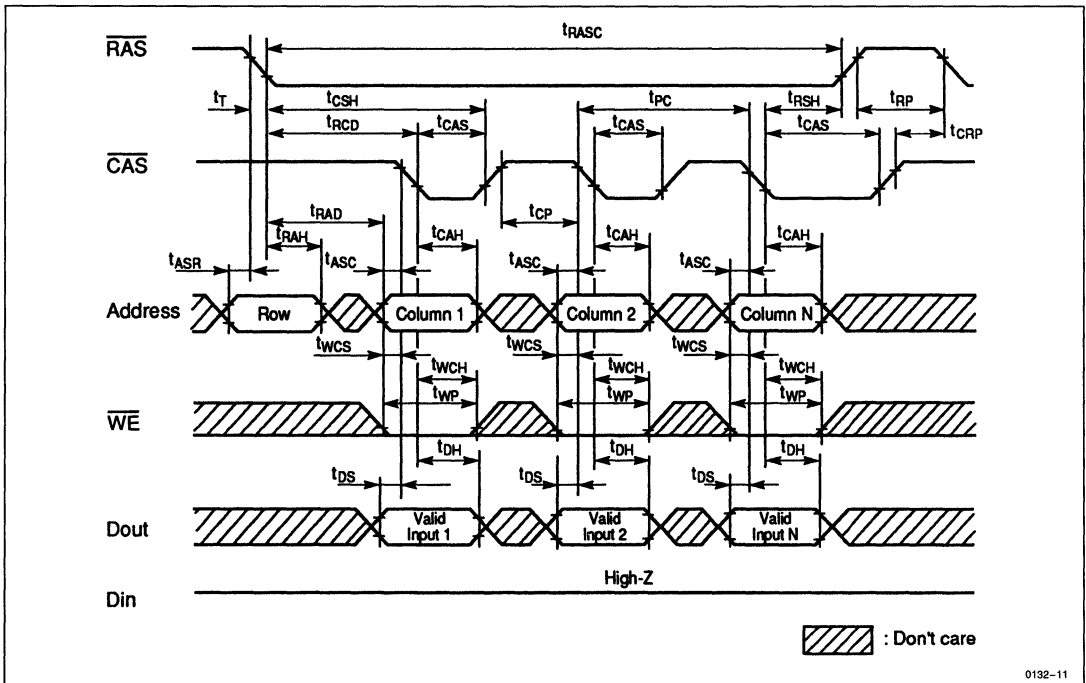 RAS tRASC
tT tCSH tPC tRSH tRP
tRCD tCAS tCAS tCAS tCRP
CAS
tRAD tCP
tRAH tCAH tCAH tCAH
tASR tASC tASC tASC
Address Row Column 1 Column 2 Column N
tWCS tWCS tWCS
tWCH tWCH tWCH
tWP tWP tWP
WE
tDH tDH tDH
tDS tDS tDS
Dout Valid Input 1 Valid Input 2 Valid Input N
High-Z
Din
: Don't care
0132-11